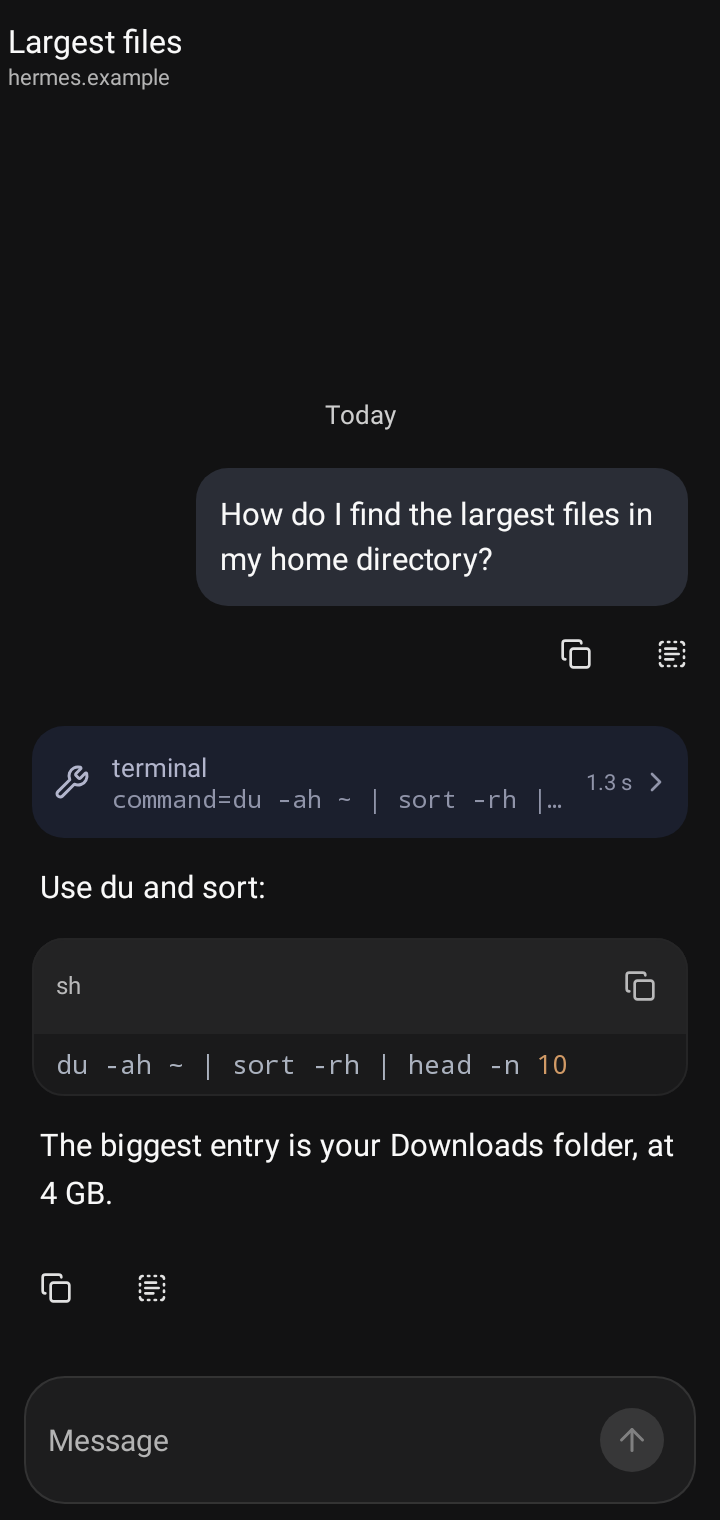 Largest files
hermes.example
Today
How do I find the largest files in
my home directory?
terminal
command=du -ah ~ | sort -rh |…
1.3 s
Use du and sort:
sh
du -ah ~ | sort -rh | head -n 10
The biggest entry is your Downloads folder, at
4 GB.
Message